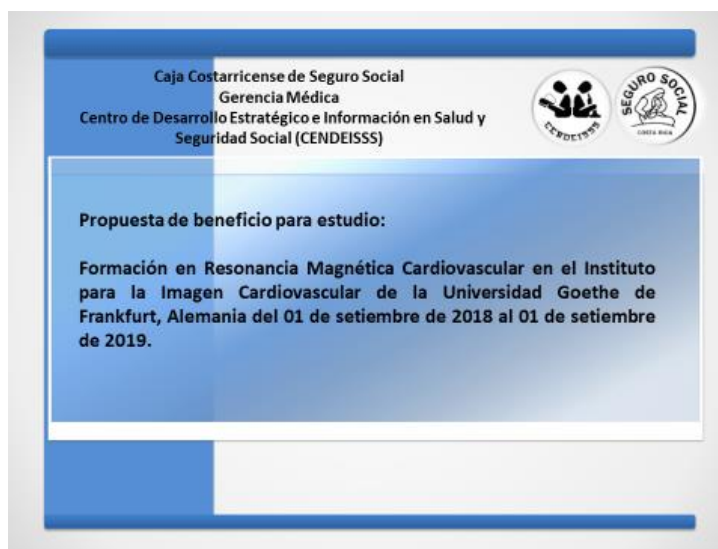 Caja Costarricense de Seguro Social
Gerencia Médica
Centro de Desarrollo Estratégico e Información en Salud y
Seguridad Social (CENDEISSS)
CENDEISSS
SEGURO SOCIAL
COSTA RICA
Propuesta de beneficio para estudio:
Formación en Resonancia Magnética Cardiovascular en el Instituto
para la Imagen Cardiovascular de la Universidad Goethe de
Frankfurt, Alemania del 01 de setiembre de 2018 al 01 de setiembre
de 2019.